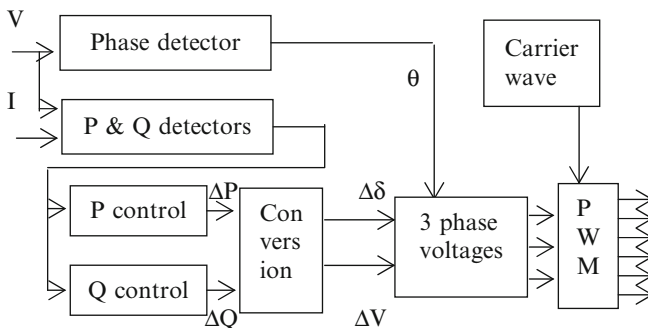 V
Phase detector
Carrier
wave
θ
I
P & Q detectors
ΔP
Δδ
P control
Con
vers
ion
3 phase
voltages
P
W
M
Q control
ΔQ
ΔV